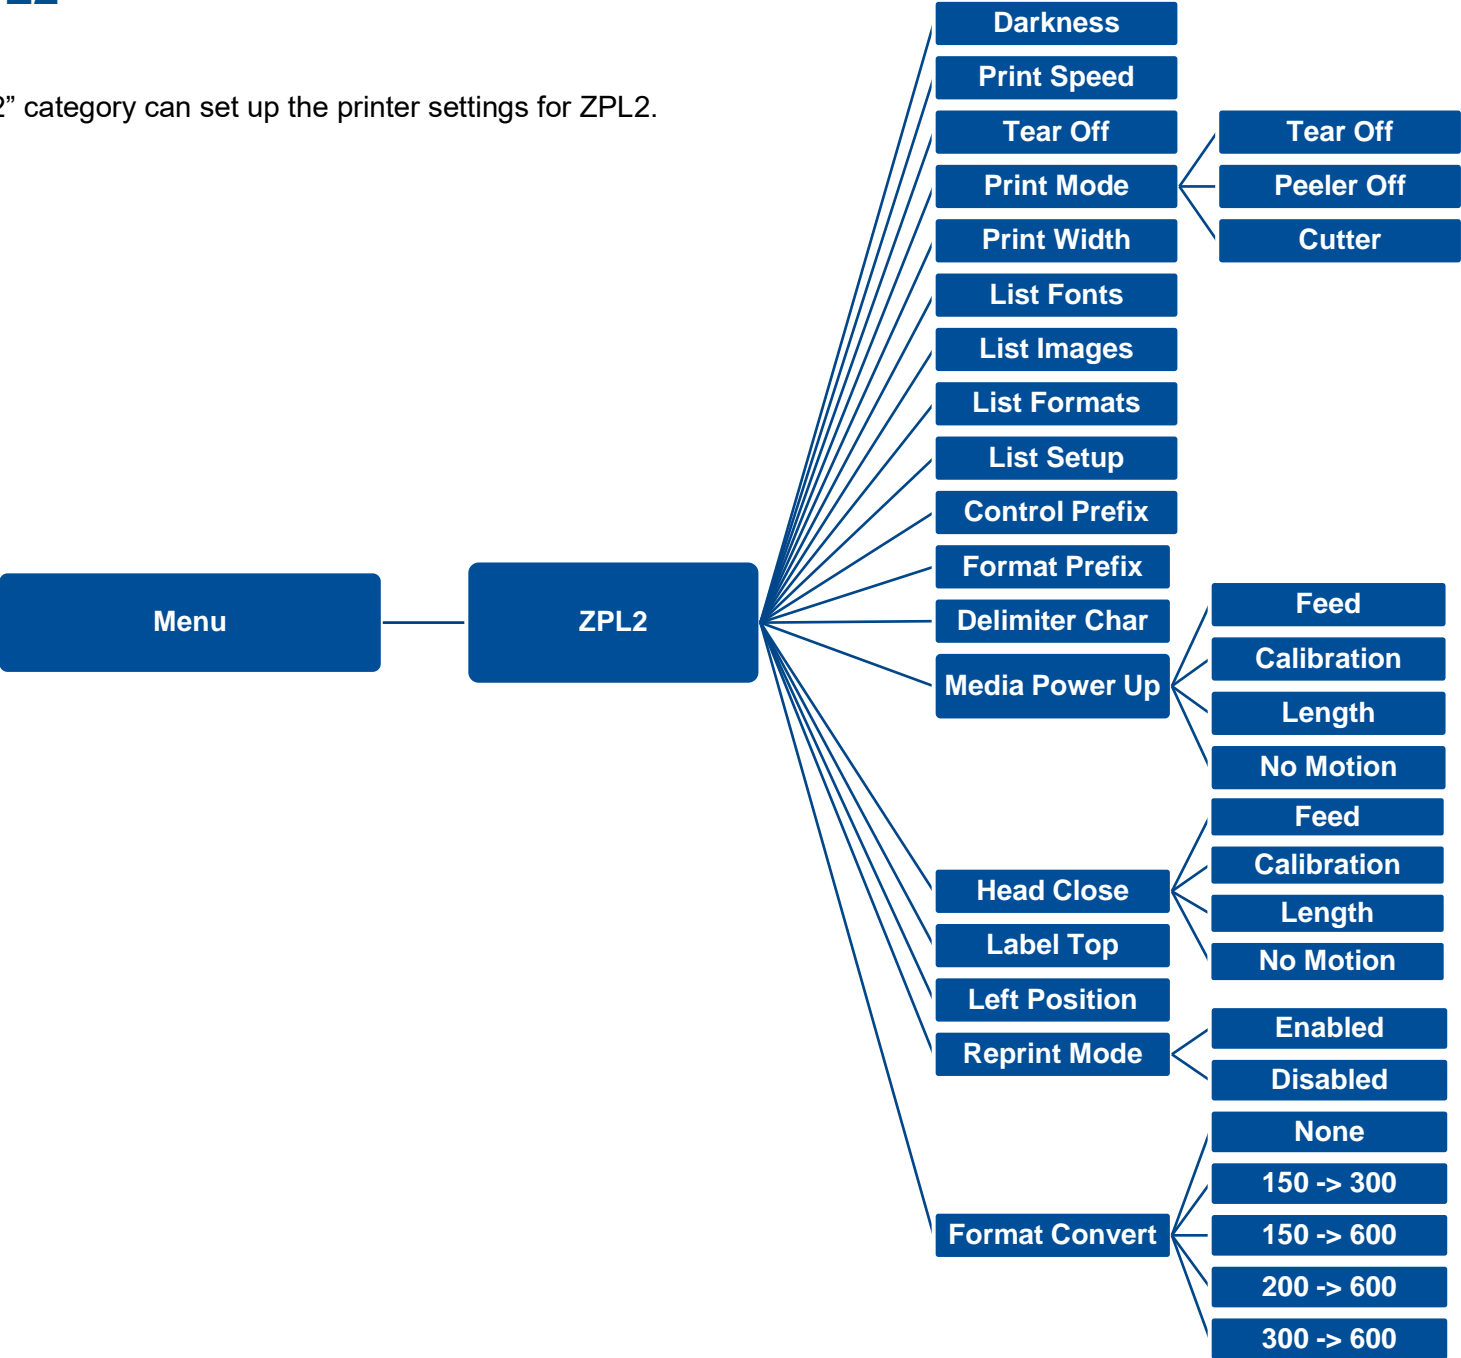 2” category can set up the printer settings for ZPL2.
Menu
ZPL2
Darkness
Print Speed
Tear Off
Print Mode
Tear Off
Peeler Off
Cutter
Print Width
List Fonts
List Images
List Formats
List Setup
Control Prefix
Format Prefix
Delimiter Char
Media Power Up
Feed
Calibration
Length
No Motion
Head Close
Feed
Calibration
Length
No Motion
Label Top
Left Position
Reprint Mode
Enabled
Disabled
Format Convert
None
150 -> 300
150 -> 600
200 -> 600
300 -> 600